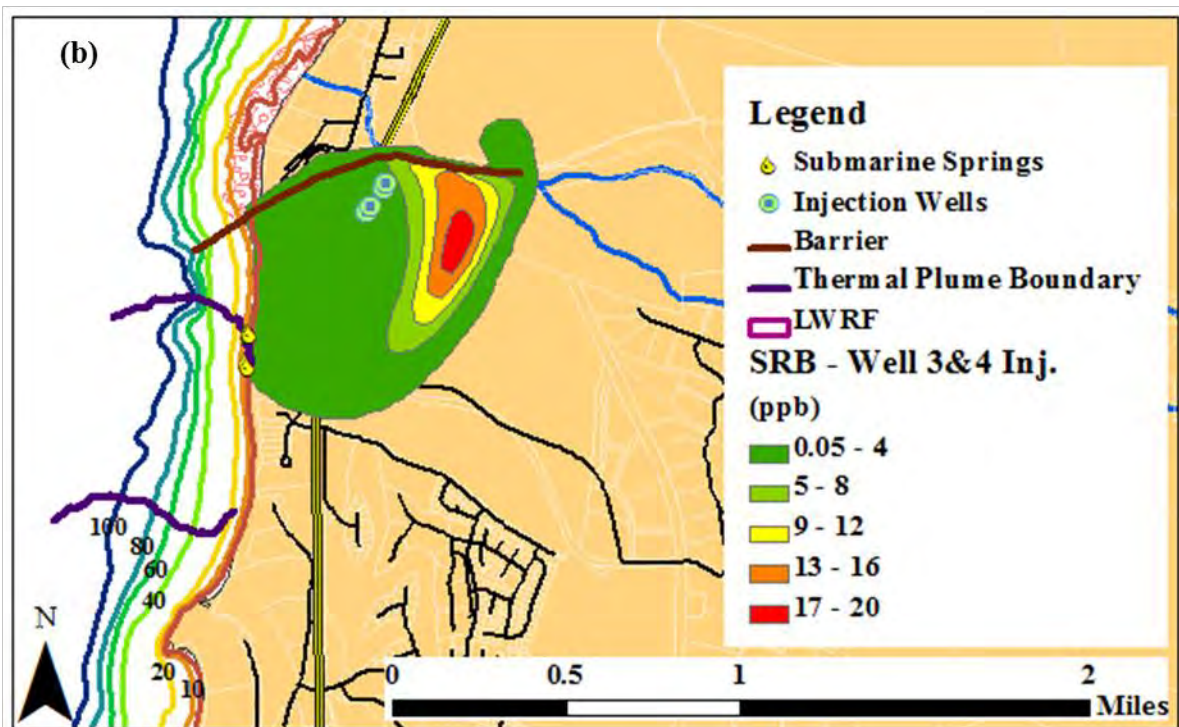 (b)
Legend
Submarine Springs
Injection Wells
Barrier
Thermal Plume Boundary
LWRF
SRB - Well 3&4 Inj.
(ppb)
0.05 - 4
5 - 8
9 - 12
13 - 16
17 - 20
100
80
60
40
20
10
N
0 0.5 1 2
Miles